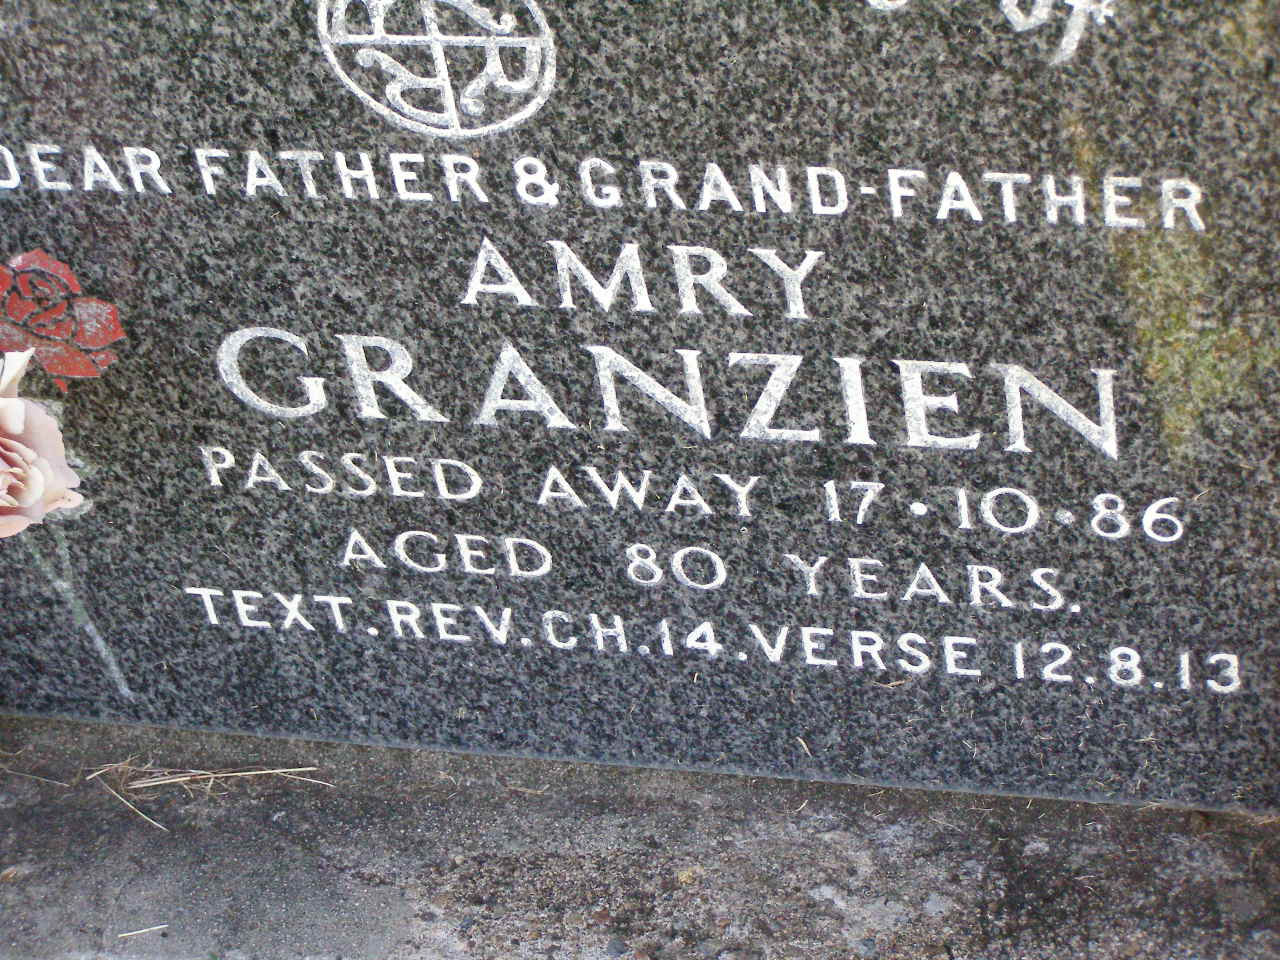 DEAR FATHER & GRAND-FATHER
AMRY
GRANZIEN
PASSED AWAY 17·10·86
AGED 80 YEARS.
TEXT.REV.CH.14.VERSE 12.8.13